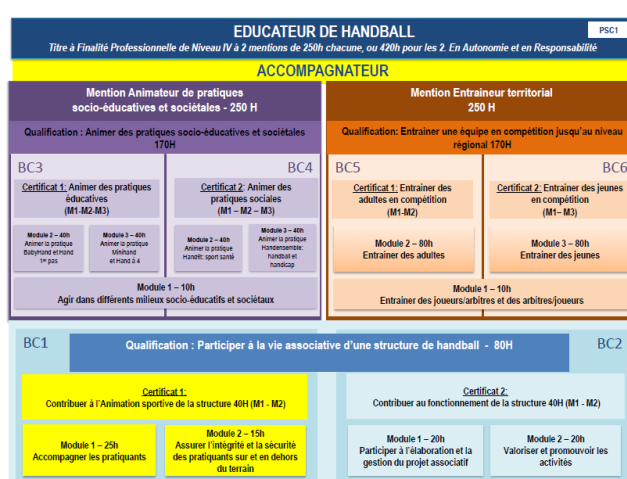 EDUCATEUR DE HANDBALL
PSC1
Titre à Finalité Professionnelle de Niveau IV à 2 mentions de 250h chacune, ou 420h pour les 2. En Autonomie et en Responsabilité
ACCOMPAGNATEUR
Mention Animateur de pratiques
socio-éducatives et sociétales - 250 H
Qualification : Animer des pratiques socio-éducatives et sociétales
170H
BC3
Certificat 1: Animer des pratiques
éducatives
(M1-M2-M3)
BC4
Certificat 2: Animer des
pratiques sociales
(M1 – M2 – M3)
Module 2 – 40h
Animer la pratique
BabyHand et Hand
1er pas
Module 3 – 40h
Animer la pratique
Minihand
et Hand à 4
Module 2 – 40h
Animer la pratique
Handfit: sport santé
Module 3 – 40h
Animer la pratique
Handensemble:
handball et
handicap
Module 1 – 10h
Agir dans différents milieux socio-éducatifs et sociétaux
Mention Entraineur territorial
250 H
Qualification: Entrainer une équipe en compétition jusqu'au niveau
régional 170H
BC5
Certificat 1: Entrainer des
adultes en compétition
(M1-M2)
BC6
Certificat 2: Entrainer des jeunes
en compétition
(M1– M3)
Module 2 – 80h
Entrainer des adultes
Module 3 – 80h
Entrainer des jeunes
Module 1 – 10h
Entrainer des joueurs/arbitres et des arbitres/joueurs
BC1
Qualification : Participer à la vie associative d'une structure de handball - 80H
BC2
Certificat 1:
Contribuer à l'Animation sportive de la structure 40H (M1 - M2)
Module 1 – 25h
Accompagner les pratiquants
Module 2 – 15h
Assurer l'intégrité et la sécurité
des pratiquants sur et en dehors
du terrain
Certificat 2:
Contribuer au fonctionnement de la structure 40H (M1 - M2)
Module 1 – 20h
Participer à l'élaboration et la
gestion du projet associatif
Module 2 – 20h
Valoriser et promouvoir les
activités